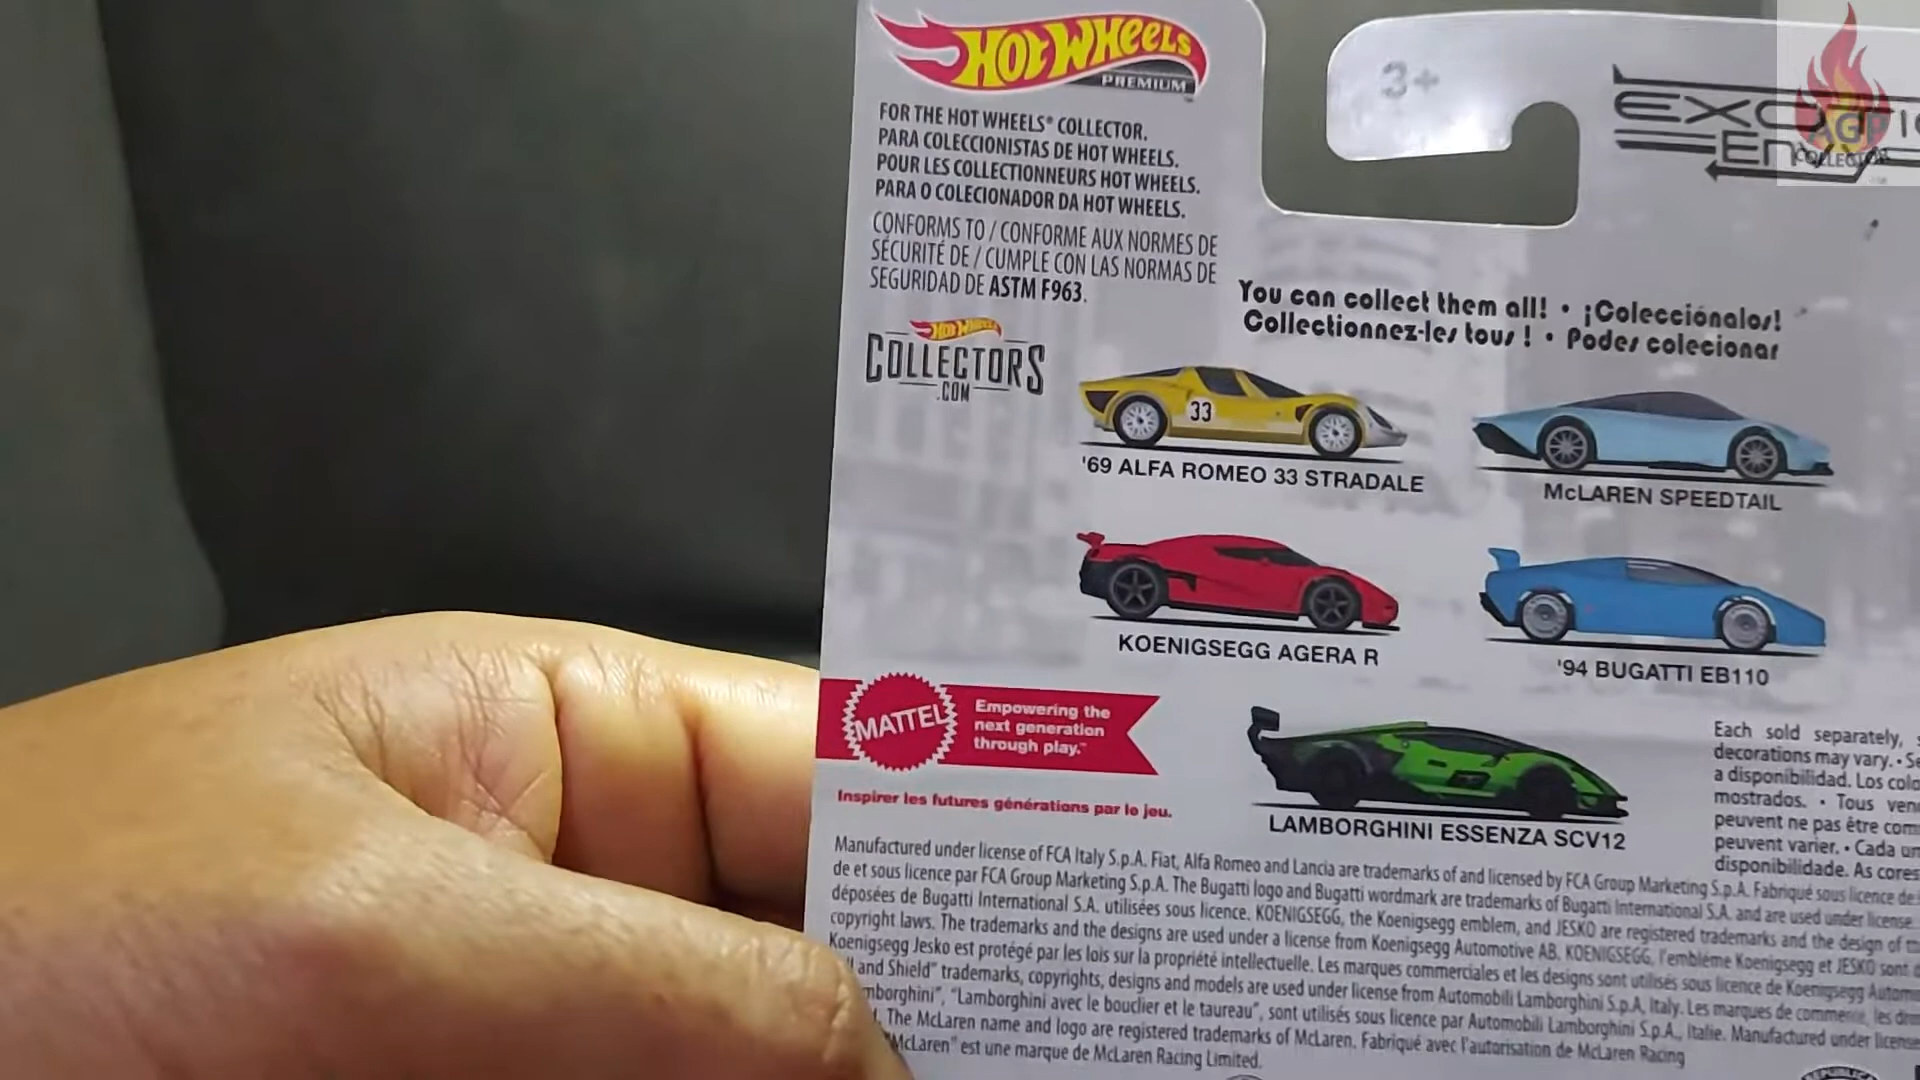 HOT WHEELS
PREMIUM
FOR THE HOT WHEELS® COLLECTOR.
PARA COLECCIONISTAS DE HOT WHEELS.
POUR LES COLLECTIONNEURS HOT WHEELS.
PARA O COLECIONADOR DA HOT WHEELS.
CONFORMS TO / CONFORME AUX NORMES DE
SÉCURITÉ DE / CUMPLE CON LAS NORMAS DE
SEGURIDAD DE ASTM F963.
HOT WHEELS
COLLECTORS
.COM
3+
AGP
COLLECTOR
You can collect them all! • ¡Colecciónalos!
Collectionnez-les tous ! • Podes colecionar
33
'69 ALFA ROMEO 33 STRADALE
McLAREN SPEEDTAIL
KOENIGSEGG AGERA R
'94 BUGATTI EB110
LAMBORGHINI ESSENZA SCV12
MATTEL
Empowering the
next generation
through play.™
Inspirer les futures générations par le jeu.
Each sold separately,
decorations may vary. •
a disponibilidad. Los
mostrados. • Tous
peuvent ne pas être
peuvent varier. • Cada
disponibilidade. As
Manufactured under license of FCA Italy S.p.A. Fiat, Alfa Romeo and Lancia are trademarks of and licensed by FCA Group Marketing S.p.A. Fabriqué sous licence de
de et sous licence par FCA Group Marketing S.p.A. The Bugatti logo and Bugatti wordmark are trademarks of Bugatti International S.A. and are used under license.
déposées de Bugatti International S.A. utilisées sous licence. KOENIGSEGG, the Koenigsegg emblem, and JESKO are registered trademarks and the design of
copyright laws. The trademarks and the designs are used under a license from Koenigsegg Automotive AB. KOENIGSEGG, l'emblème Koenigsegg et JESKO sont
Koenigsegg Jesko est protégé par les lois sur la propriété intellectuelle. Les marques commerciales et les designs sont utilisés sous licence de Koenigsegg
and Shield" trademarks, copyrights, designs and models are used under license from Automobili Lamborghini S.p.A, Italy. Les marques de commerce, les
"Lamborghini avec le bouclier et le taureau", sont utilisés sous licence par Automobili Lamborghini S.p.A., Italie. Manufactured under license
The McLaren name and logo are registered trademarks of McLaren. Fabriqué avec l'autorisation de McLaren Racing
"McLaren" est une marque de McLaren Racing Limited.